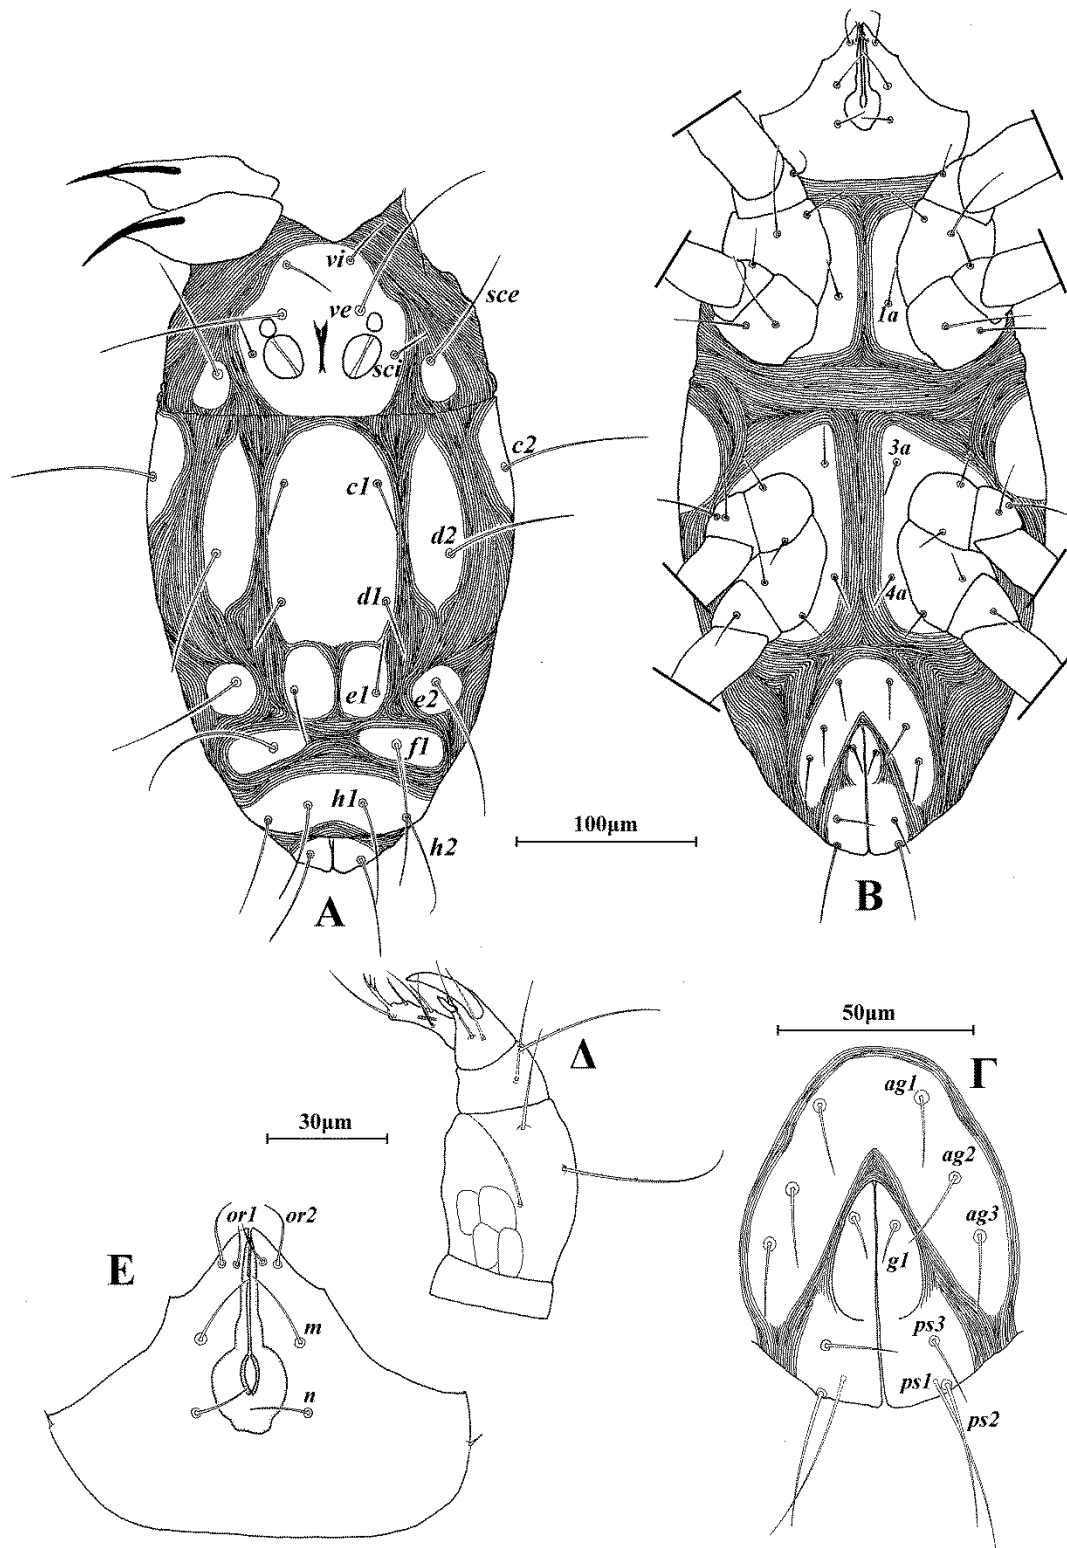 vi
ve
sce
sci
c2
c1
d2
d1
e1
e2
f1
h1
h2
A
1a
3a
4a
100μm
B
Δ
30μm
50μm
Γ
ag1
ag2
ag3
g1
ps3
ps1
ps2
or1 or2
E
m
n